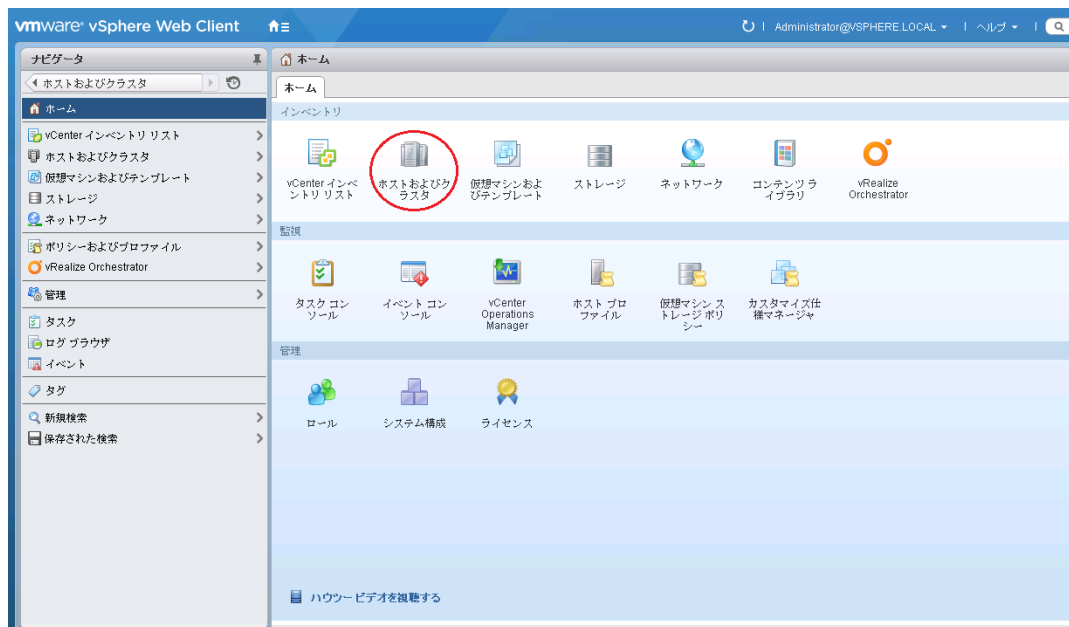 vmware® vSphere Web Client
Administrator@VSPHERE.LOCAL
ヘルプ
ナビゲータ
ホストおよびクラスタ
ホーム
vCenter インベントリ リスト
ホストおよびクラスタ
仮想マシンおよびテンプレート
ストレージ
ネットワーク
ポリシーおよびプロファイル
vRealize Orchestrator
管理
タスク
ログ ブラウザ
イベント
タグ
新規検索
保存された検索
ホーム
ホーム
インベントリ
vCenter インベ
ントリ リスト
ホストおよびク
ラスタ
仮想マシンおよ
びテンプレート
ストレージ
ネットワーク
コンテンツ ラ
イブラリ
vRealize
Orchestrator
監視
タスク コン
ソール
イベント コン
ソール
vCenter
Operations
Manager
ホスト プロ
ファイル
仮想マシン ス
トレージ ポリ
シー
カスタマイズ仕
様マネージャ
管理
ロール
システム構成
ライセンス
ハウツー ビデオを視聴する